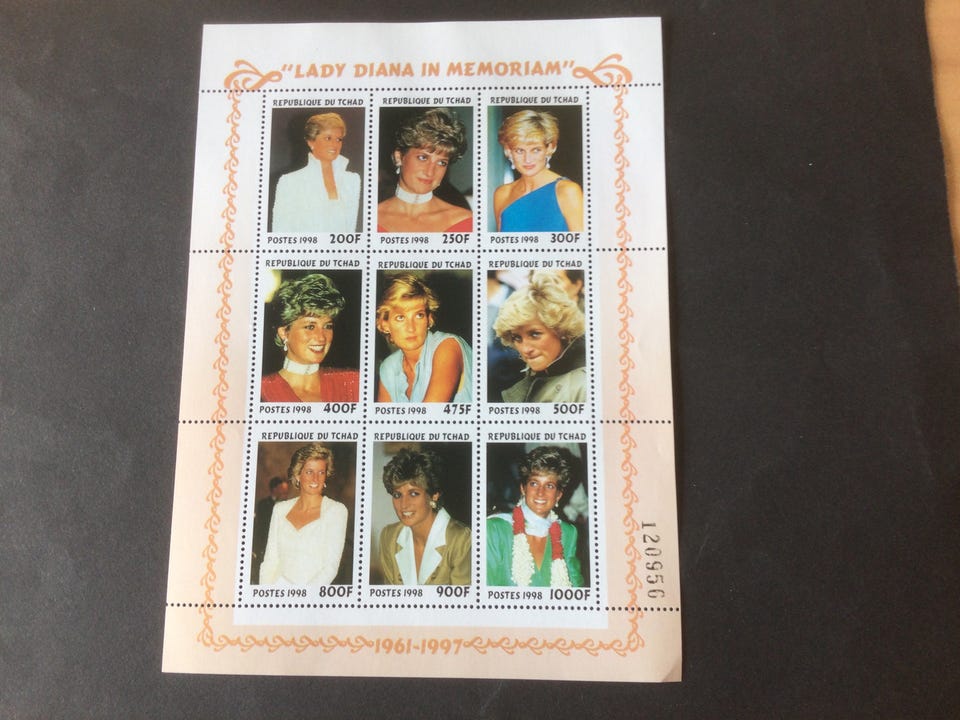 "LADY DIANA IN MEMORIAM"
REPUBLIQUE DU TCHAD
POSTES 1998 200F
REPUBLIQUE DU TCHAD
POSTES 1998 250F
REPUBLIQUE DU TCHAD
POSTES 1998 300F
REPUBLIQUE DU TCHAD
POSTES 1998 400F
REPUBLIQUE DU TCHAD
POSTES 1998 475F
REPUBLIQUE DU TCHAD
POSTES 1998 500F
REPUBLIQUE DU TCHAD
POSTES 1998 800F
REPUBLIQUE DU TCHAD
POSTES 1998 900F
REPUBLIQUE DU TCHAD
POSTES 1998 1000F
120956
1961-1997